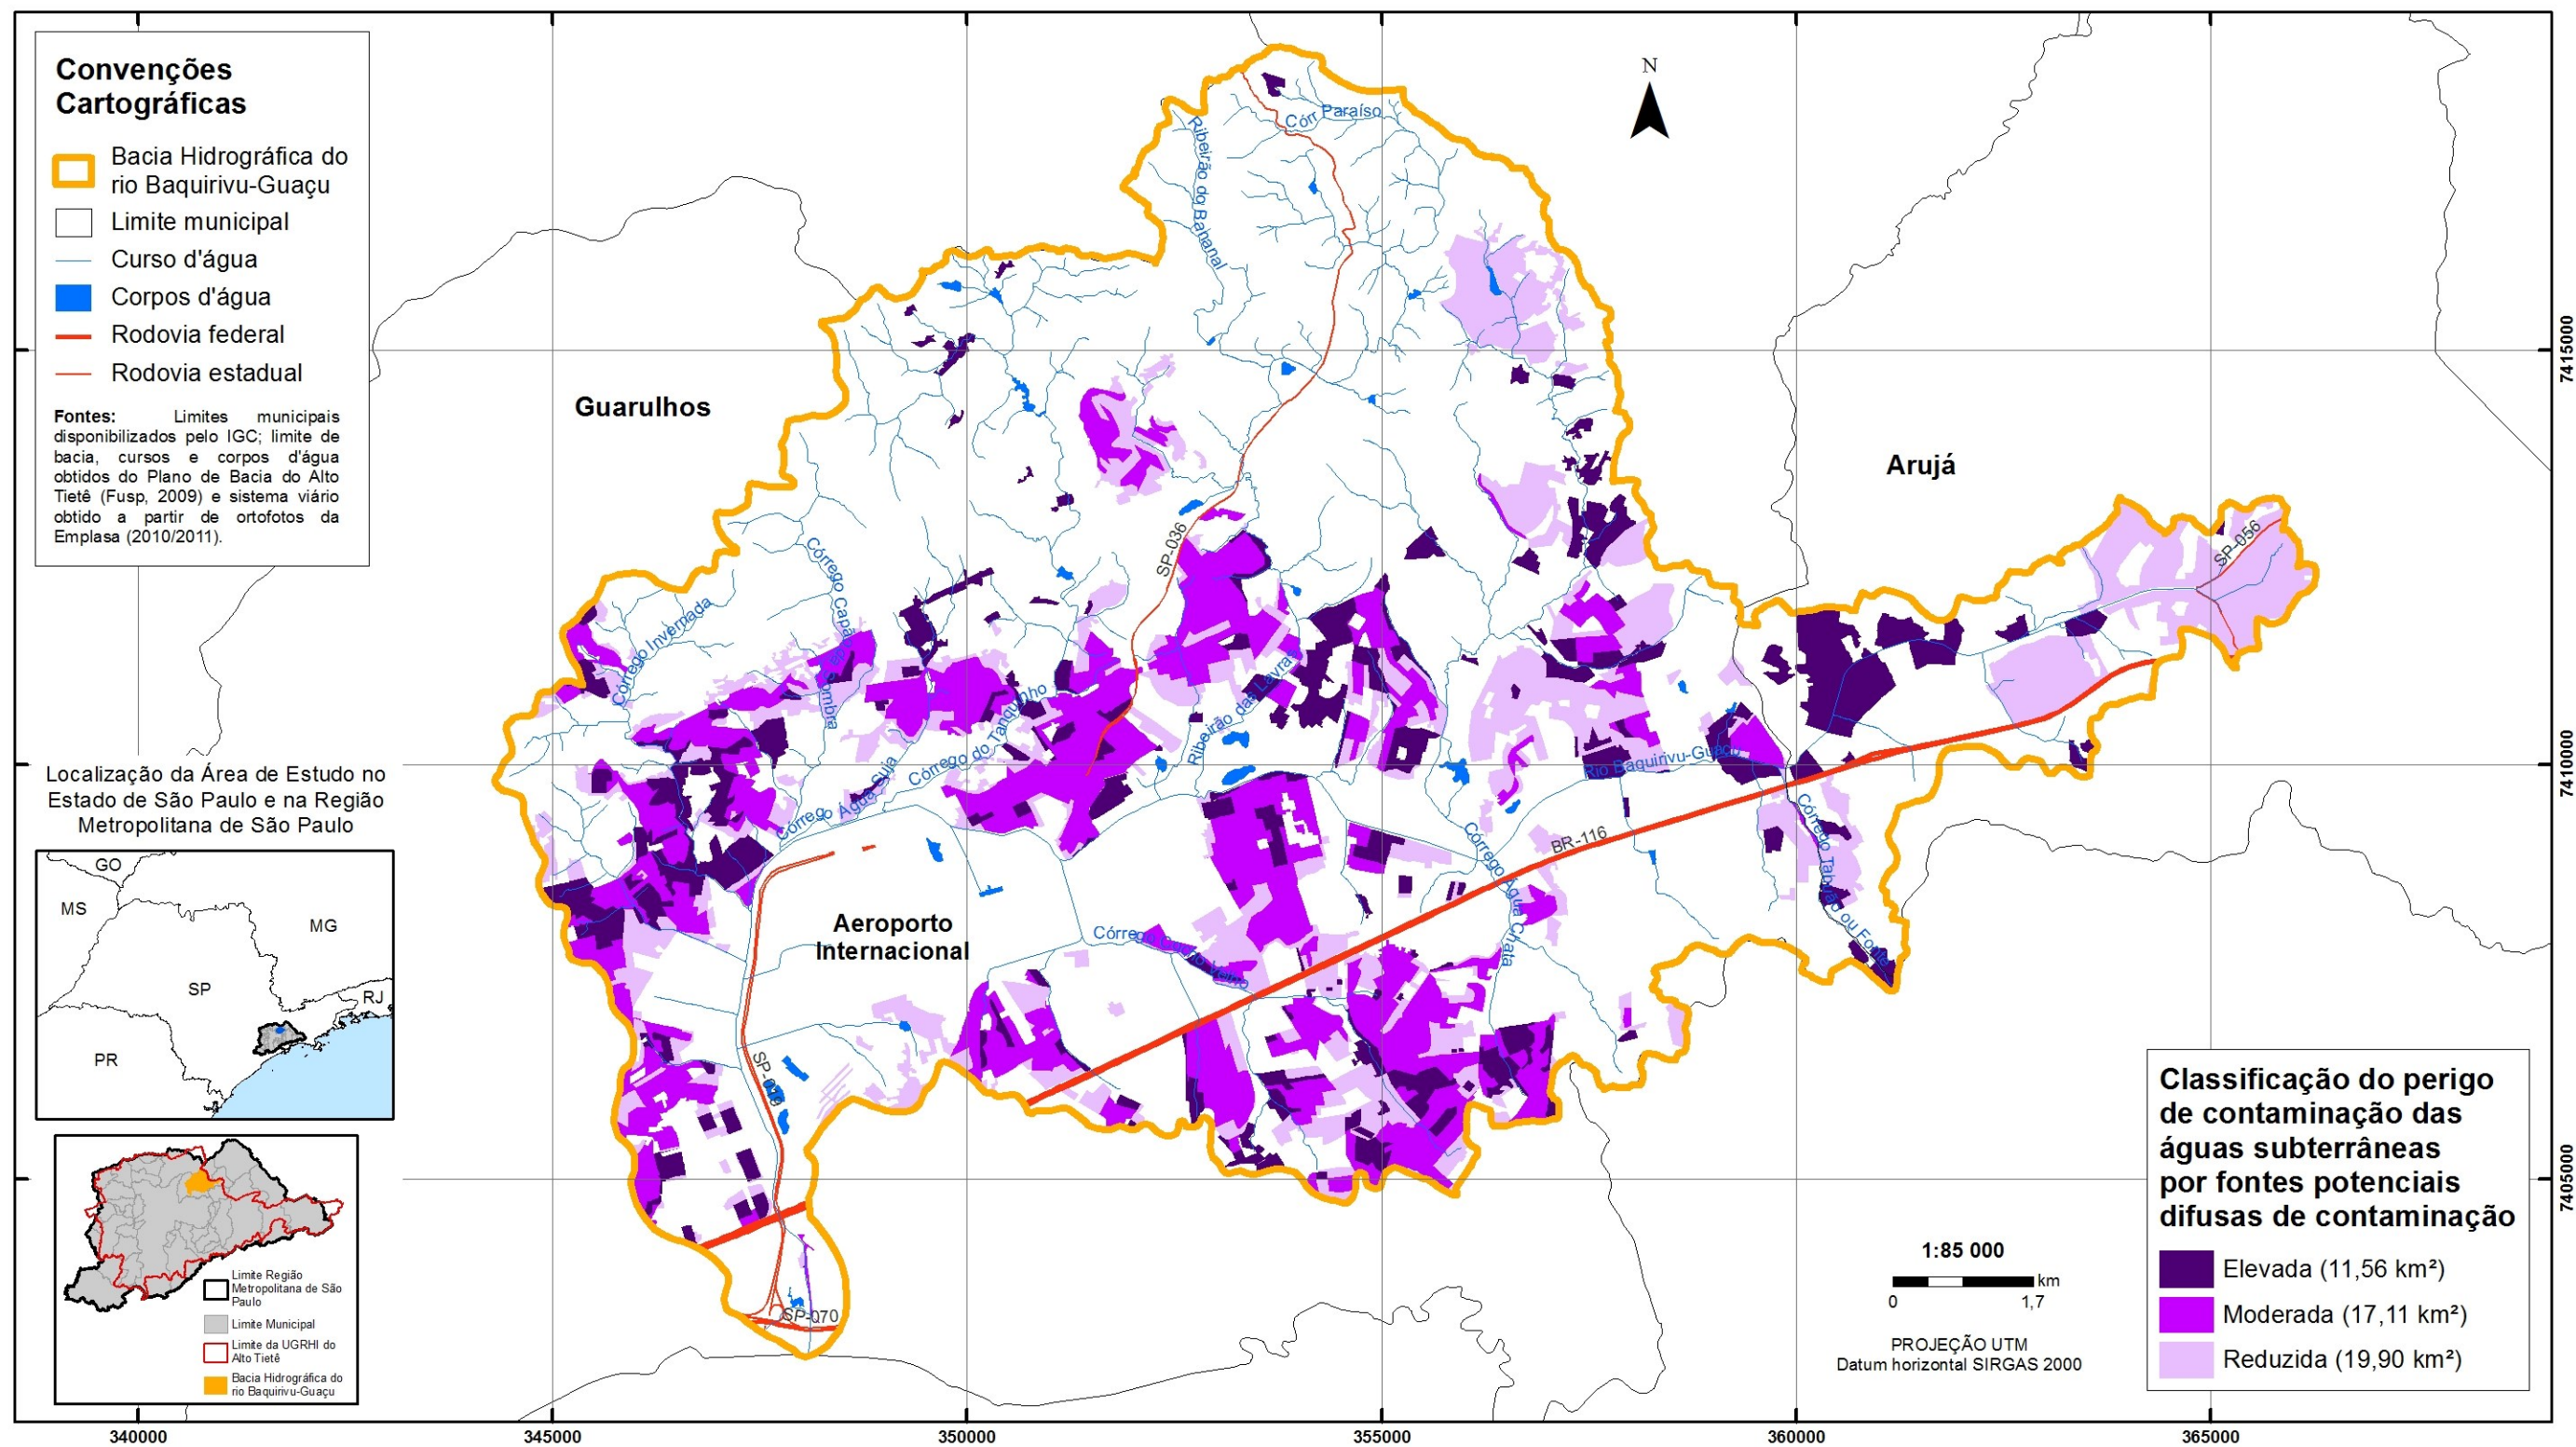 Convenções
Cartográficas
Bacia Hidrográfica do
rio Baquirivu-Guaçu
Limite municipal
Curso d'água
Corpos d'água
Rodovia federal
Rodovia estadual
Fontes: Limites municipais
disponibilizados pelo IGC; limite de
bacia, cursos e corpos d'água
obtidos do Plano de Bacia do Alto
Tietê (Fusp, 2009) e sistema viário
obtido a partir de ortofotos da
Emplasa (2010/2011).
Localização da Área de Estudo no
Estado de São Paulo e na Região
Metropolitana de São Paulo
GO
MS
MG
SP
RJ
PR
Limite Região
Metropolitana de São
Paulo
Limite Municipal
Limite da UGRHI do
Alto Tietê
Bacia Hidrográfica do
rio Baquirivu-Guaçu
N
Córr Paraíso
Ribeirão do Bananal
Guarulhos
Arujá
SP-036
SP-056
Córrego Invernada
Córrego Capão da Sombra
Córrego do Tanquinho
Ribeirão das Lavras
Córrego Água Suja
Rio Baquirivu-Guaçu
BR-116
Córrego Água Chata
Córrego Taboão ou Fonte
Aeroporto
Internacional
Córrego
SP-019
SP-070
1:85 000
km
0
1,7
PROJEÇÃO UTM
Datum horizontal SIRGAS 2000
Classificação do perigo
de contaminação das
águas subterrâneas
por fontes potenciais
difusas de contaminação
Elevada (11,56 km²)
Moderada (17,11 km²)
Reduzida (19,90 km²)
7415000
7410000
7405000
340000
345000
350000
355000
360000
365000